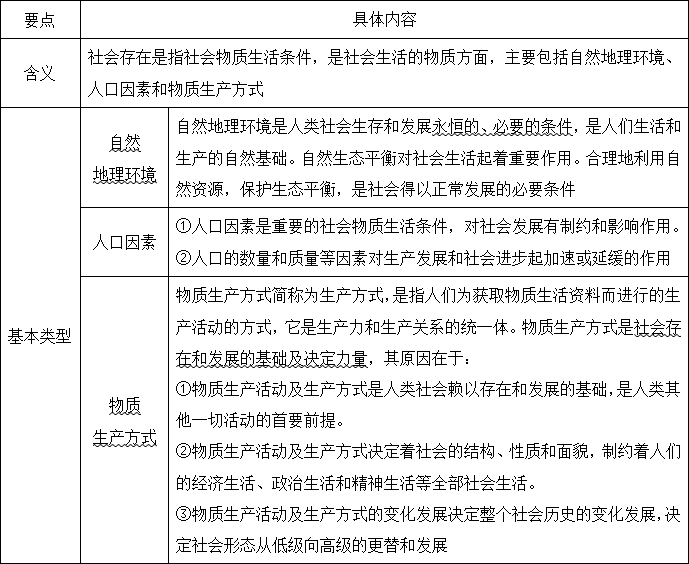 要点
具体内容
含义
社会存在是指社会物质生活条件，是社会生活的物质方面，主要包括自然地理环境、
人口因素和物质生产方式
基本类型
自然
地理环境
自然地理环境是人类社会生存和发展永恒的、必要的条件，是人们生活和
生产的自然基础。自然生态平衡对社会生活起着重要作用。合理地利用自
然资源，保护生态平衡，是社会得以正常发展的必要条件
人口因素
①人口因素是重要的社会物质生活条件，对社会发展有制约和影响作用。
②人口的数量和质量等因素对生产发展和社会进步起加速或延缓的作用
物质
生产方式
物质生产方式简称为生产方式，是指人们为获取物质生活资料而进行的生
产活动的方式，它是生产力和生产关系的统一体。物质生产方式是社会存
在和发展的基础及决定力量，其原因在于：
①物质生产活动及生产方式是人类社会赖以存在和发展的基础，是人类其
他一切活动的首要前提。
②物质生产活动及生产方式决定着社会的结构、性质和面貌，制约着人们
的经济生活、政治生活和精神生活等全部社会生活。
③物质生产活动及生产方式的变化发展决定整个社会历史的变化发展，决
定社会形态从低级向高级的更替和发展